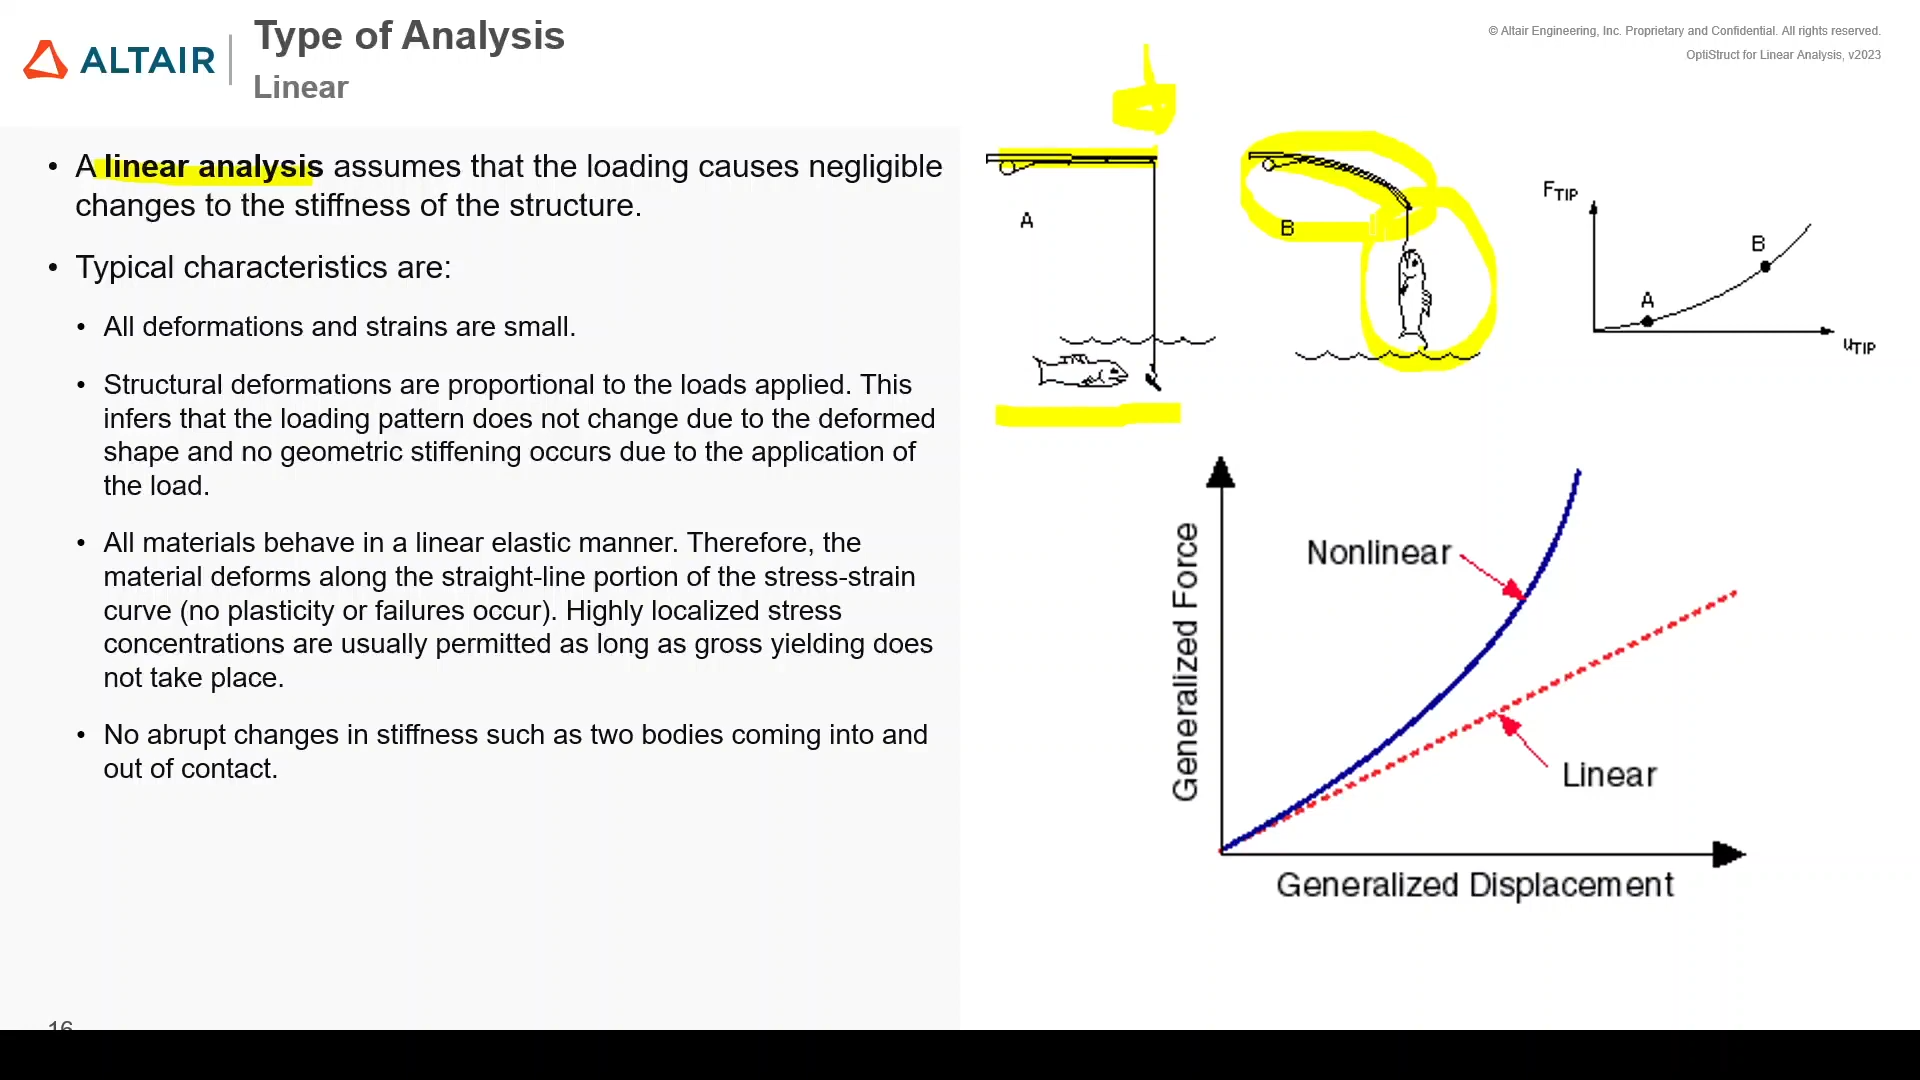 ALTAIR
Type of Analysis
Linear
© Altair Engineering, Inc. Proprietary and Confidential. All rights reserved.
OptiStruct for Linear Analysis, v2023
• A linear analysis assumes that the loading causes negligible
changes to the stiffness of the structure.
• Typical characteristics are:
• All deformations and strains are small.
• Structural deformations are proportional to the loads applied. This
infers that the loading pattern does not change due to the deformed
shape and no geometric stiffening occurs due to the application of
the load.
• All materials behave in a linear elastic manner. Therefore, the
material deforms along the straight-line portion of the stress-strain
curve (no plasticity or failures occur). Highly localized stress
concentrations are usually permitted as long as gross yielding does
not take place.
• No abrupt changes in stiffness such as two bodies coming into and
out of contact.
A
B
FTIP
B
A
uTIP
Generalized Force
Nonlinear
Linear
Generalized Displacement
16